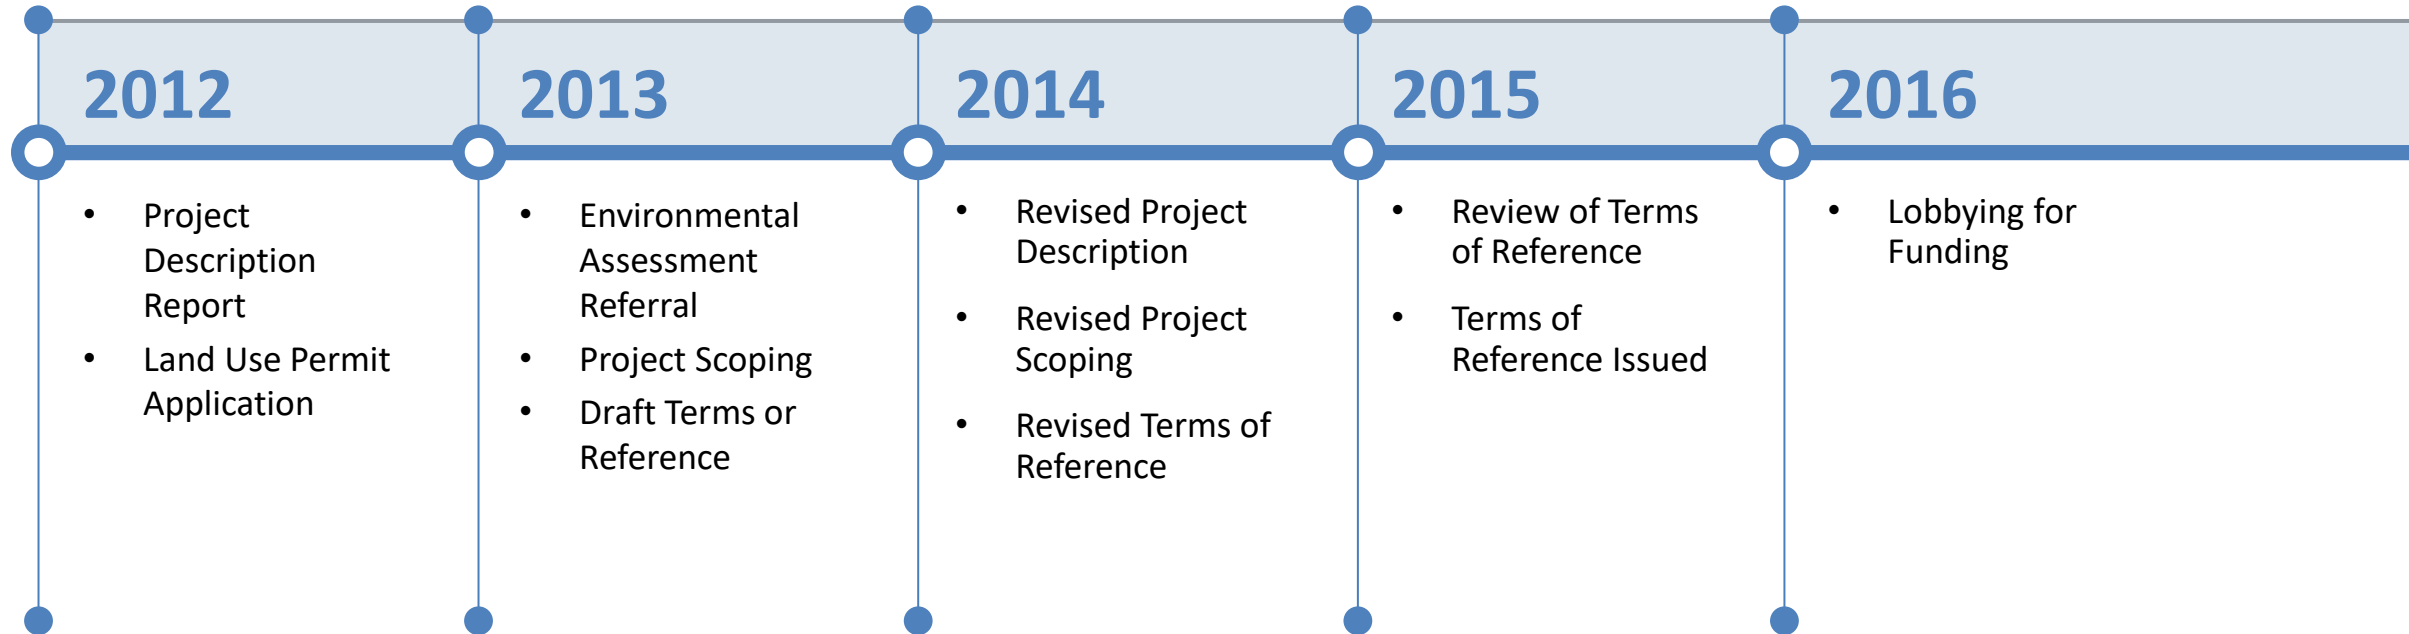 2012
• Project
Description
Report
• Land Use Permit
Application
2013
• Environmental
Assessment
Referral
• Project Scoping
• Draft Terms or
Reference
2014
• Revised Project
Description
• Revised Project
Scoping
• Revised Terms of
Reference
2015
• Review of Terms
of Reference
• Terms of
Reference Issued
2016
• Lobbying for
Funding